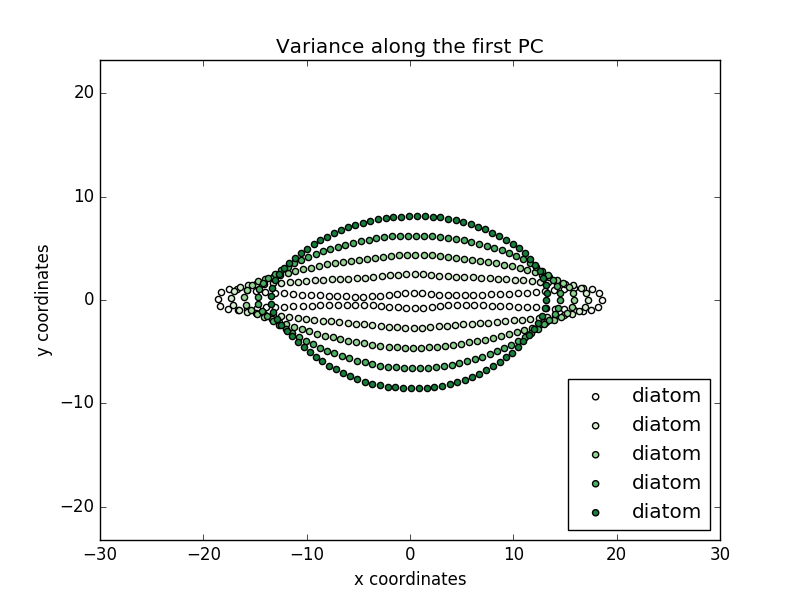 Variance along the first PC
20
10
0
−10
−20
y coordinates
−30
−20
−10
0
10
20
30
x coordinates
diatom
diatom
diatom
diatom
diatom